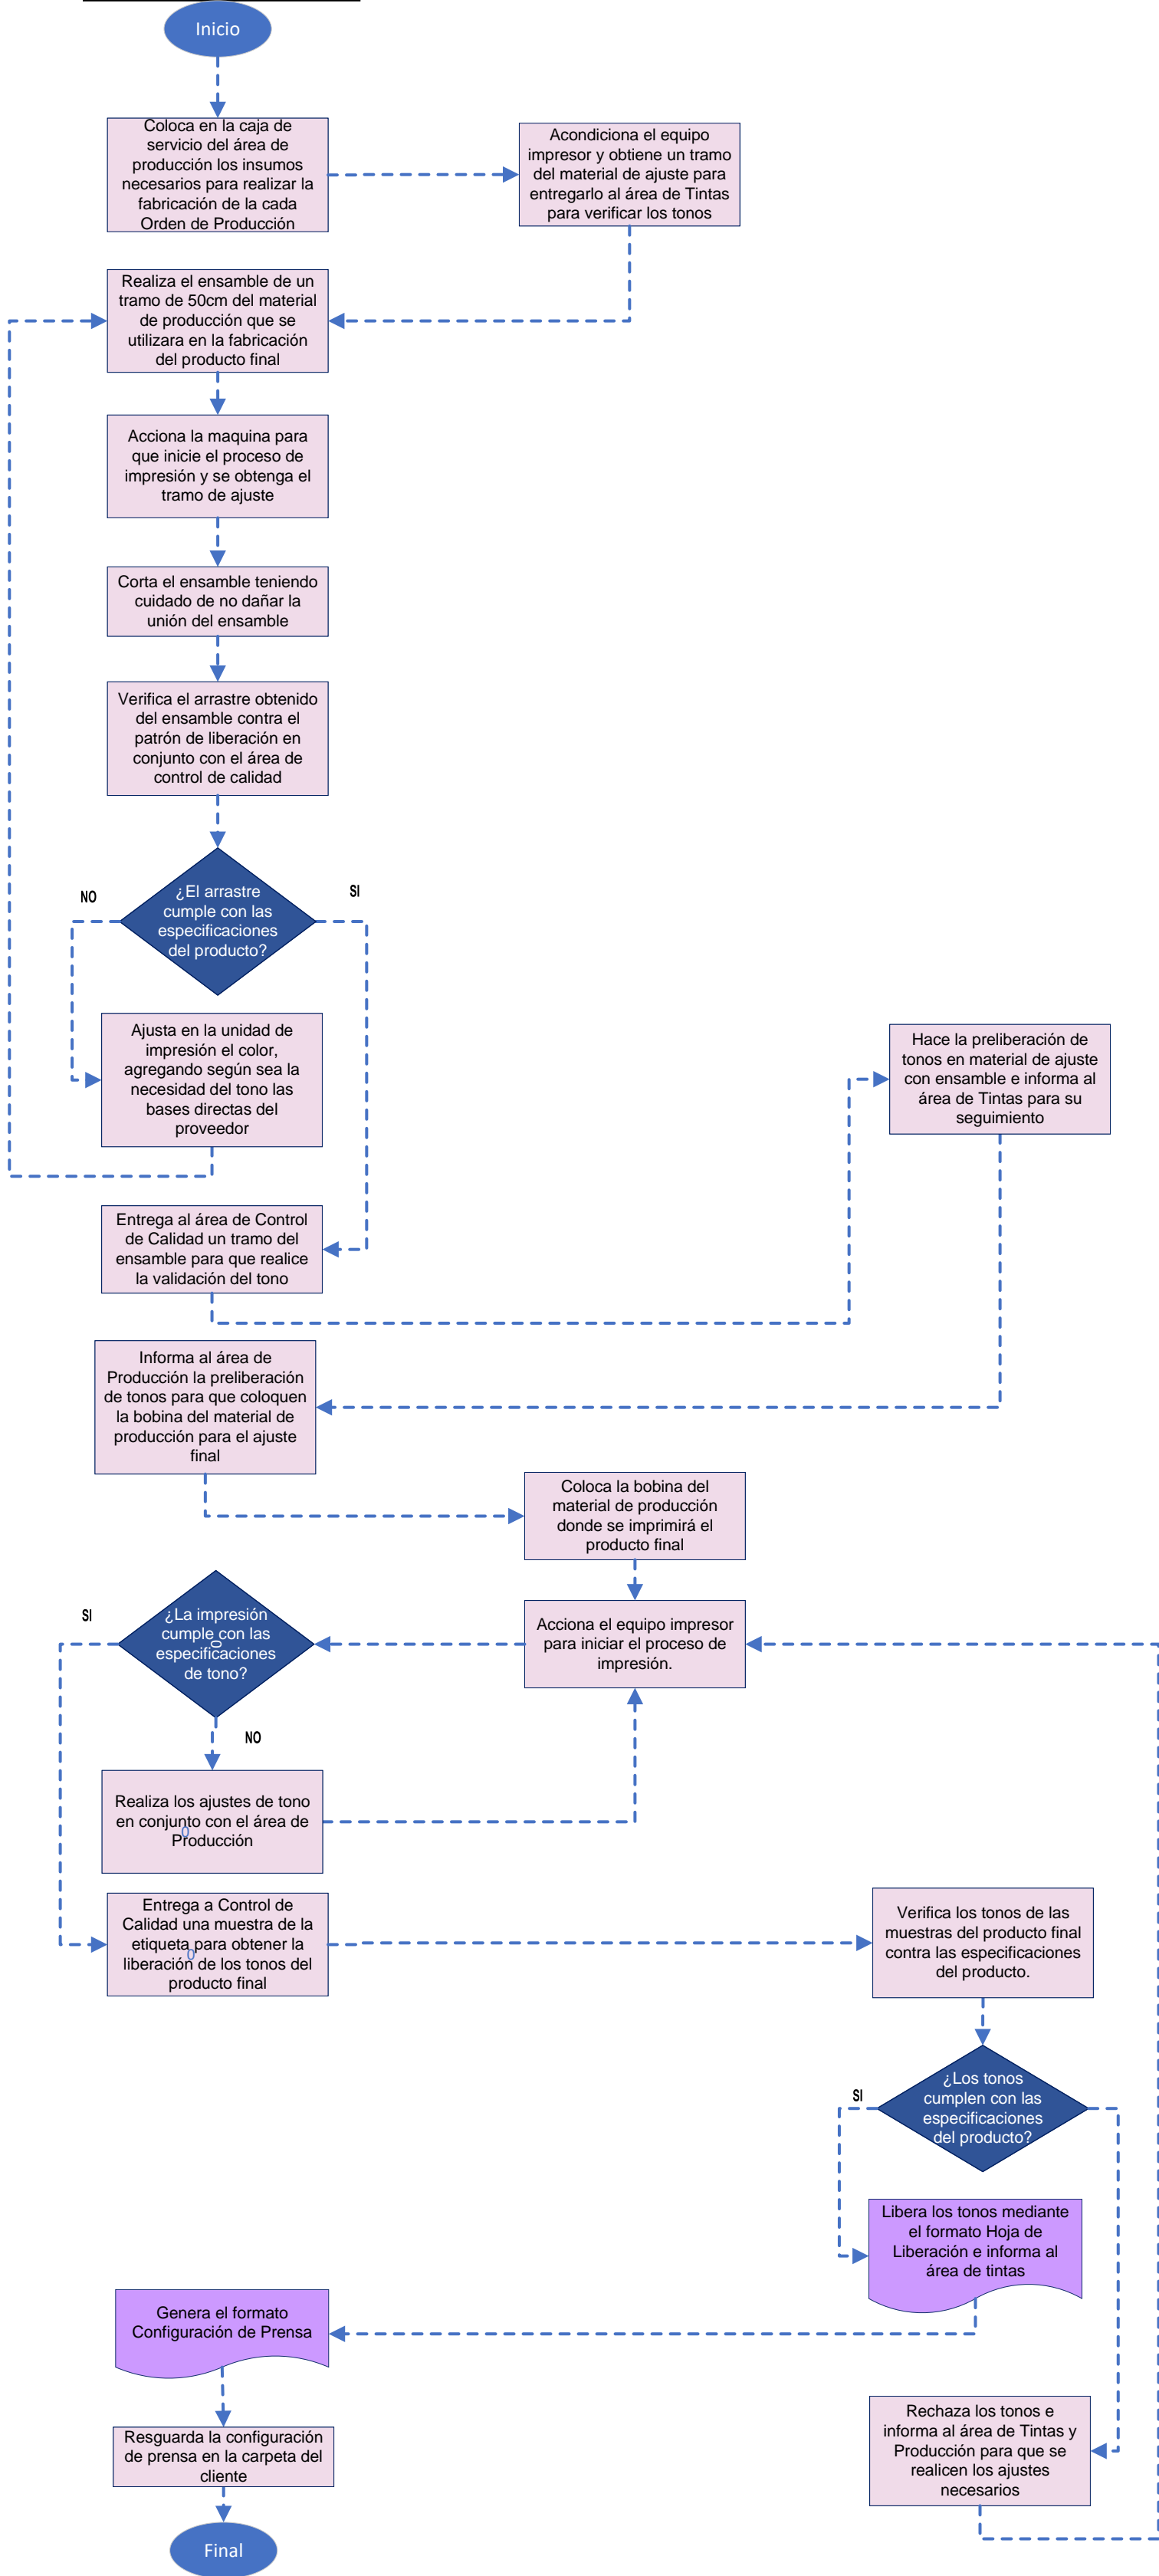 Inicio
Coloca en la caja de
servicio del área de
producción los insumos
necesarios para realizar la
fabricación de la cada
Orden de Producción
Acondiciona el equipo
impresor y obtiene un tramo
del material de ajuste para
entregarlo al área de Tintas
para verificar los tonos
Realiza el ensamble de un
tramo de 50cm del material
de producción que se
utilizara en la fabricación
del producto final
Acciona la maquina para
que inicie el proceso de
impresión y se obtenga el
tramo de ajuste
Corta el ensamble teniendo
cuidado de no dañar la
unión del ensamble
Verifica el arrastre obtenido
del ensamble contra el
patrón de liberación en
conjunto con el área de
control de calidad
NO
SI
¿El arrastre
cumple con las
especificaciones
del producto?
Ajusta en la unidad de
impresión el color,
agregando según sea la
necesidad del tono las
bases directas del
proveedor
Hace la preliberación de
tonos en material de ajuste
con ensamble e informa al
área de Tintas para su
seguimiento
Entrega al área de Control
de Calidad un tramo del
ensamble para que realice
la validación del tono
Informa al área de
Producción la preliberación
de tonos para que coloquen
la bobina del material de
producción para el ajuste
final
Coloca la bobina del
material de producción
donde se imprimirá el
producto final
SI
¿La impresión
cumple con las
0
especificaciones
de tono?
Acciona el equipo impresor
para iniciar el proceso de
impresión.
NO
Realiza los ajustes de tono
en conjunto con el área de
0
Producción
Entrega a Control de
Calidad una muestra de la
etiqueta para obtener la
0
liberación de los tonos del
producto final
Verifica los tonos de las
muestras del producto final
contra las especificaciones
del producto.
SI
¿Los tonos
cumplen con las
especificaciones
del producto?
Libera los tonos mediante
el formato Hoja de
Liberación e informa al
área de tintas
Genera el formato
Configuración de Prensa
Rechaza los tonos e
informa al área de Tintas y
Producción para que se
realicen los ajustes
necesarios
Resguarda la configuración
de prensa en la carpeta del
cliente
Final